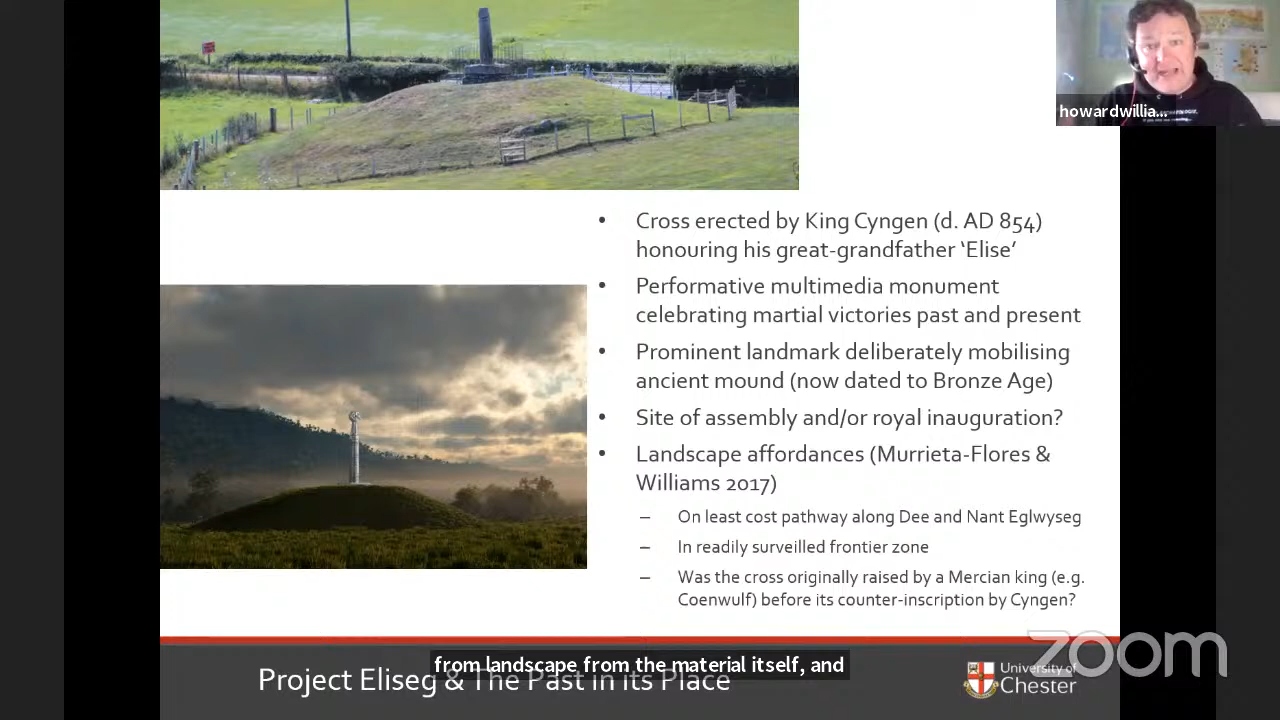 howardwillia...
• Cross erected by King Cyngen (d. AD 854)
honouring his great-grandfather ‘Elise’
• Performative multimedia monument
celebrating martial victories past and present
• Prominent landmark deliberately mobilising
ancient mound (now dated to Bronze Age)
• Site of assembly and/or royal inauguration?
• Landscape affordances (Murrieta-Flores &
Williams 2017)
– On least cost pathway along Dee and Nant Eglwyseg
– In readily surveilled frontier zone
– Was the cross originally raised by a Mercian king (e.g.
Coenwulf) before its counter-inscription by Cyngen?
zoom
from landscape from the material itself, and
Project Eliseg & The Past in its Place
University of
Chester